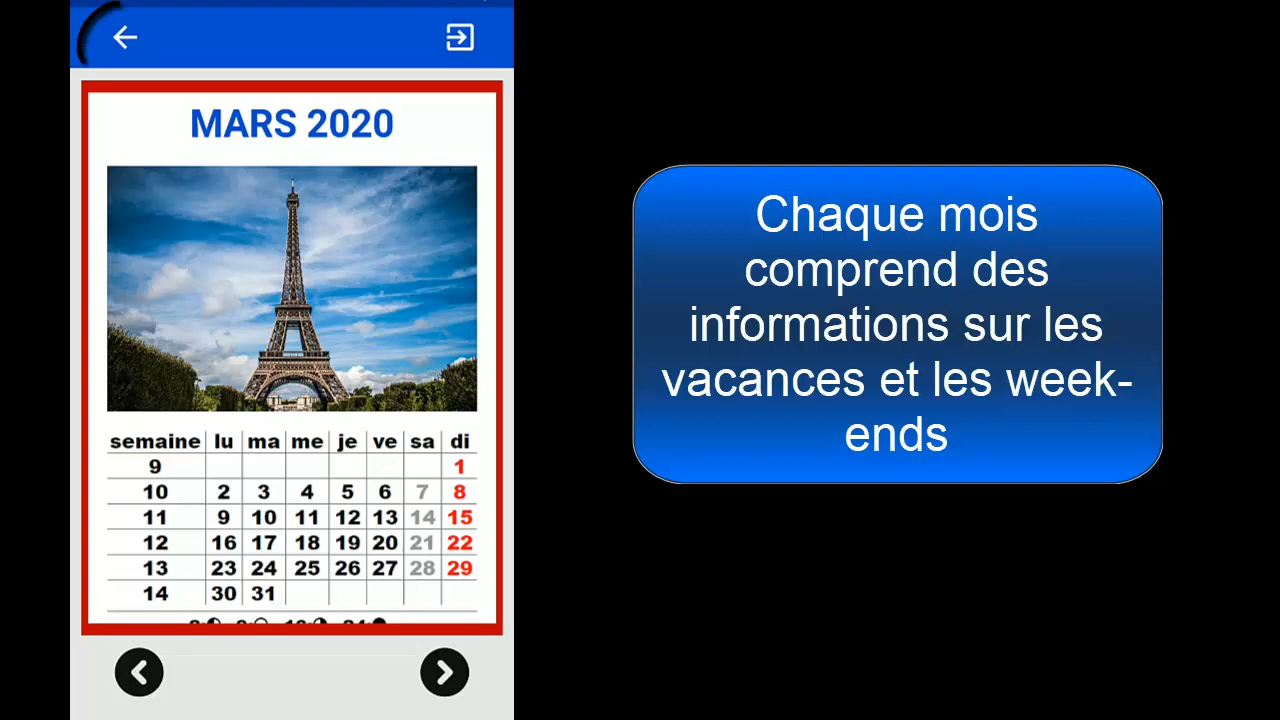 MARS 2020
semaine lu ma me je ve sa di
9 1
10 2 3 4 5 6 7 8
11 9 10 11 12 13 14 15
12 16 17 18 19 20 21 22
13 23 24 25 26 27 28 29
14 30 31
Chaque mois
comprend des
informations sur les
vacances et les week-
ends